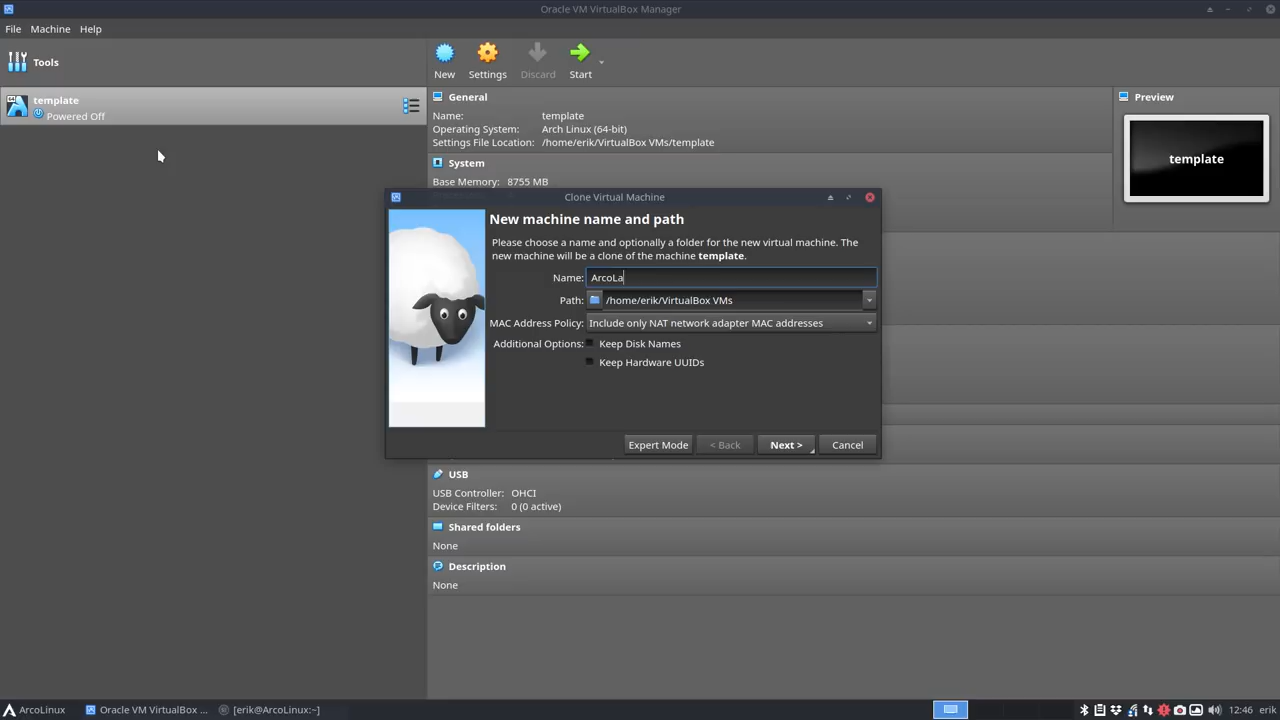 Oracle VM VirtualBox Manager
File Machine Help
Tools
New Settings Discard Start
64
template
Powered Off
General
Name: template
Operating System: Arch Linux (64-bit)
Settings File Location: /home/erik/VirtualBox VMs/template
System
Base Memory: 8755 MB
Preview
template
Clone Virtual Machine
New machine name and path
Please choose a name and optionally a folder for the new virtual machine. The
new machine will be a clone of the machine template.
Name: ArcoLa
Path: /home/erik/VirtualBox VMs
MAC Address Policy: Include only NAT network adapter MAC addresses
Additional Options: Keep Disk Names
Keep Hardware UUIDs
Expert Mode < Back Next > Cancel
USB
USB Controller: OHCI
Device Filters: 0 (0 active)
Shared folders
None
Description
None
ArcoLinux Oracle VM VirtualBox ... [erik@ArcoLinux:~] 12:46 erik